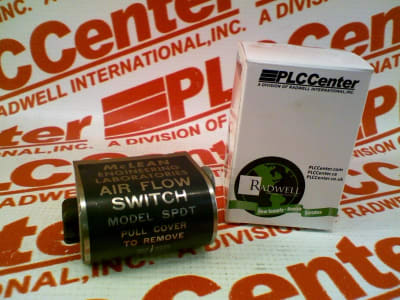 McLEAN
ENGINEERING
LABORATORIES
AIR FLOW
SWITCH
MODEL SPDT
PULL COVER
TO REMOVE
PLCCenter
A DIVISION OF RADWELL INTERNATIONAL, INC.
PLCCenter.com
PLCCenter.ca
PLCCenter.co.uk
RADWELL
PLCCenter
RADWELL INTERNATIONAL, INC.
A DIVISION OF RADWELL